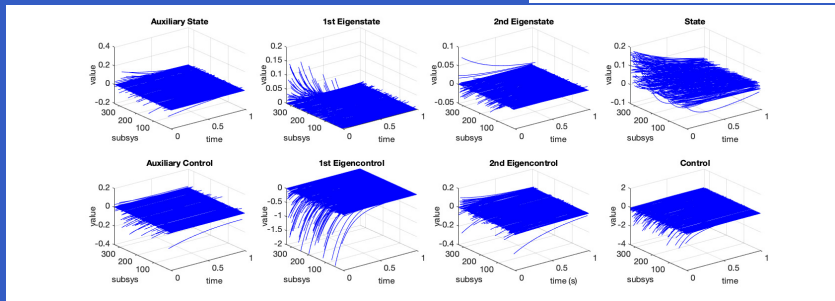 Auxiliary State 1st Eigenstate 2nd Eigenstate State
0.4 0.2 0.1 0.2
0.2 0.15 0.05 0.1
0 0.1 0 0
-0.2 0.05 -0.05 -0.1
0
value value value value
300 200 100 300 200 100 300 200 100 300 200 100
subsys subsys subsys subsys
0 0.5 1 0 0.5 1 0 0.5 1 0 0.5 1
time time time time
Auxiliary Control 1st Eigencontrol 2nd Eigencontrol Control
0.2 0 0.2 2
0 -0.5 0 0
-0.2 -1 -0.2 -2
-0.4 -1.5 -0.4 -4
-2
value value value value
300 200 100 300 200 100 300 200 100 300 200 100
subsys subsys subsys subsys
0 0.5 1 0 0.5 1 0 0.5 1 0 0.5 1
time time time (s) time